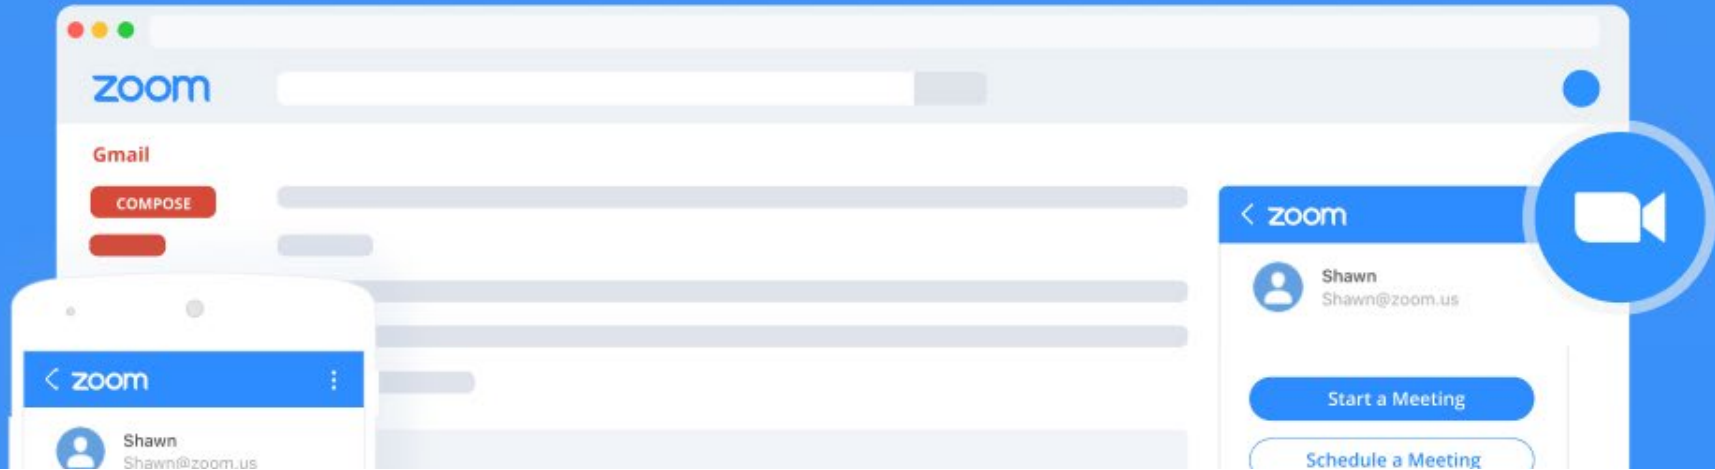 zoom
Gmail
COMPOSE
zoom
Shawn
Shawn@zoom.us
Start a Meeting
Schedule a Meeting
zoom
Shawn
Shawn@zoom.us